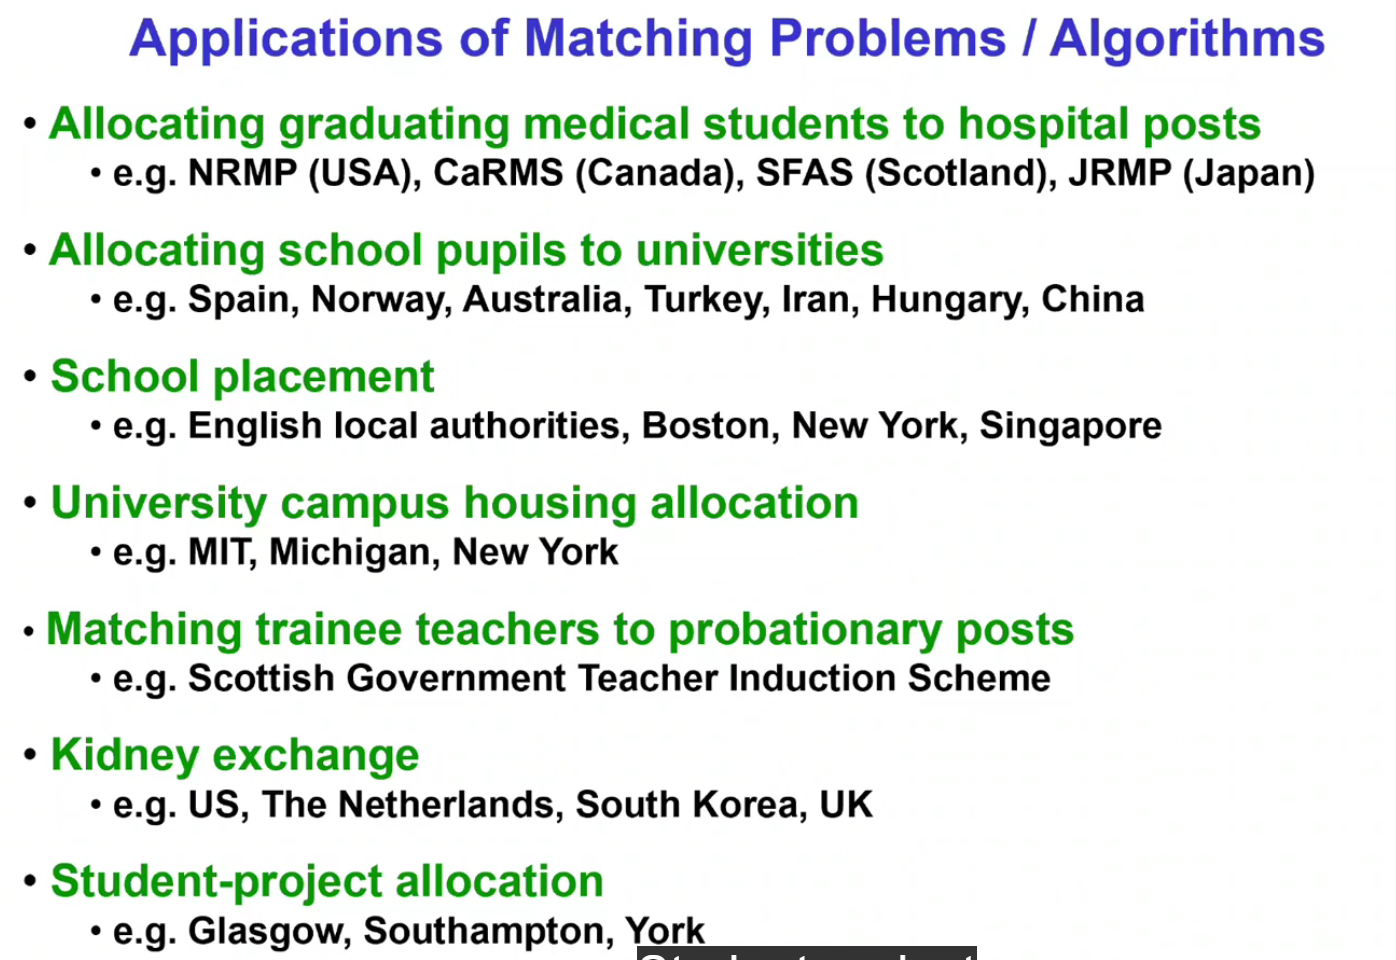 Applications of Matching Problems / Algorithms
• Allocating graduating medical students to hospital posts
• e.g. NRMP (USA), CaRMS (Canada), SFAS (Scotland), JRMP (Japan)
• Allocating school pupils to universities
• e.g. Spain, Norway, Australia, Turkey, Iran, Hungary, China
• School placement
• e.g. English local authorities, Boston, New York, Singapore
• University campus housing allocation
• e.g. MIT, Michigan, New York
• Matching trainee teachers to probationary posts
• e.g. Scottish Government Teacher Induction Scheme
• Kidney exchange
• e.g. US, The Netherlands, South Korea, UK
• Student-project allocation
• e.g. Glasgow, Southampton, York